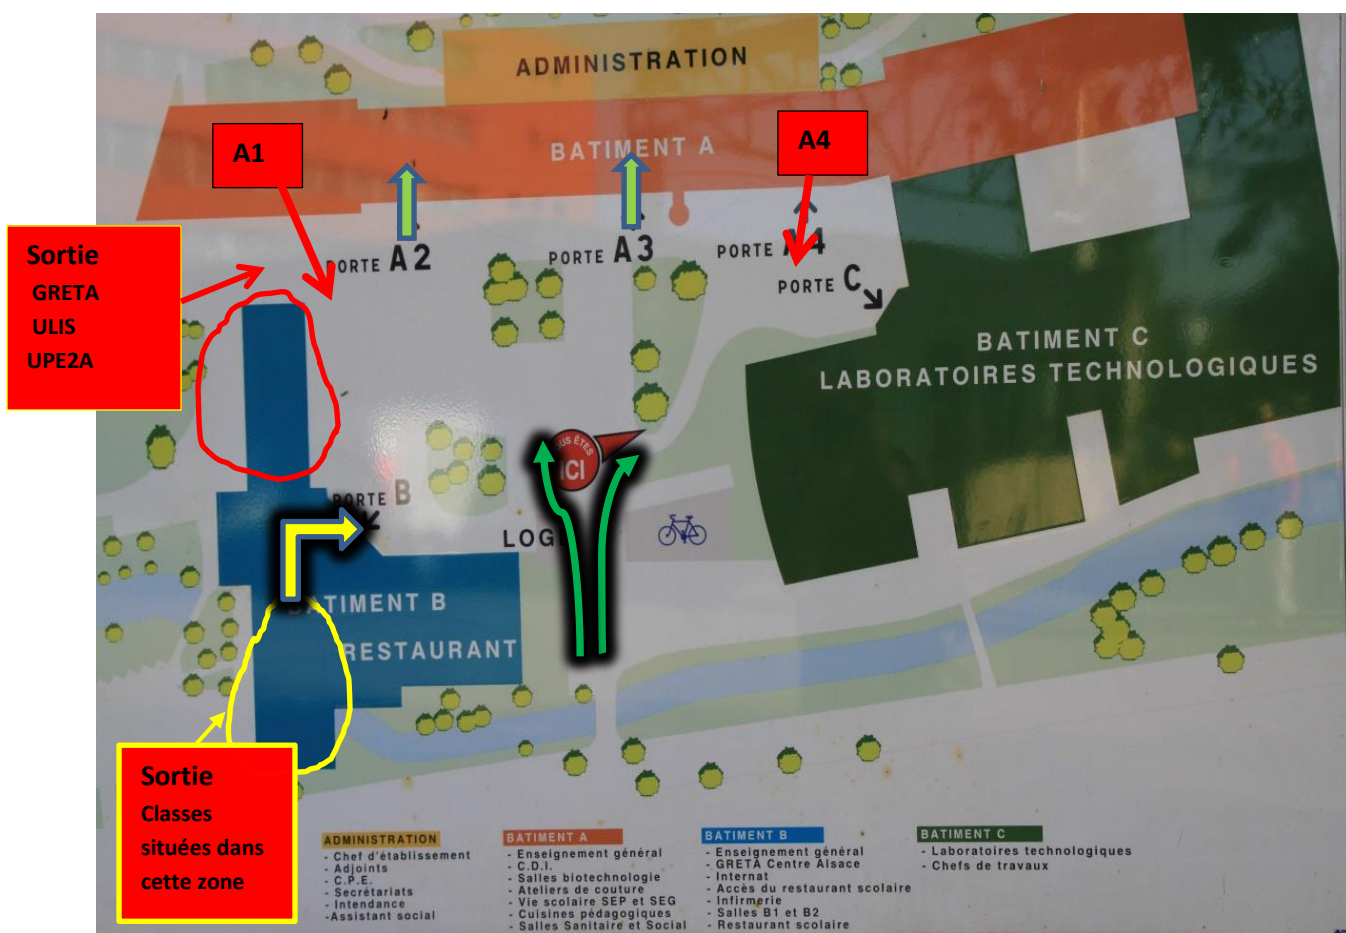 ADMINISTRATION
A1
BATIMENT A
A4
Sortie
GRETA
ULIS
UPE2A
PORTE A2
PORTE A3
PORTE A4
PORTE C
BATIMENT C
LABORATOIRES TECHNOLOGIQUES
VOUS ÊTES
ICI
PORTE B
LOG
BATIMENT B
RESTAURANT
Sortie
Classes
situées dans
cette zone
ADMINISTRATION
- Chef d'établissement
- Adjoints
- C.P.E.
- Secrétariats
- Intendance
-Assistant social
BATIMENT A
- Enseignement général
- C.D.I.
- Salles biotechnologie
- Ateliers de couture
- Vie scolaire SEP et SEG
- Cuisines pédagogiques
- Salles Sanitaire et Social
BATIMENT B
- Enseignement général
- GRETA Centre Alsace
- Internat
- Accès du restaurant scolaire
- Infirmerie
- Salles B1 et B2
- Restaurant scolaire
BATIMENT C
- Laboratoires technologiques
- Chefs de travaux